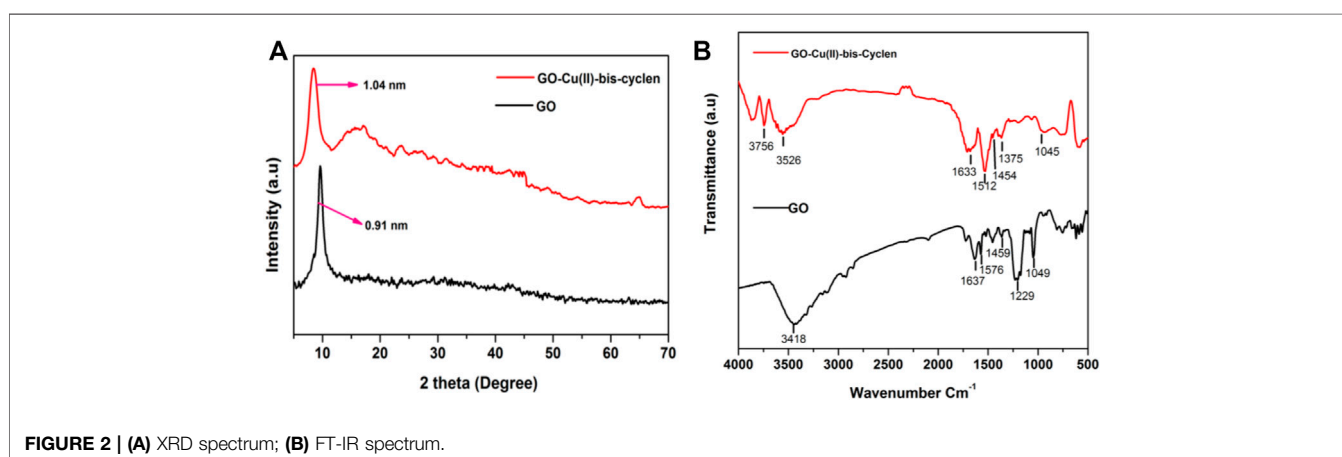 A
GO-Cu(II)-bis-cyclen
GO
1.04 nm
0.91 nm
Intensity (a.u)
10 20 30 40 50 60 70
2 theta (Degree)
B
GO-Cu(II)-bis-Cyclen
3756
3526
1633
1512
1454
1375
1045
GO
3418
1637
1576
1459
1229
1049
Transmittance (a.u)
4000 3500 3000 2500 2000 1500 1000 500
Wavenumber Cm-1
FIGURE 2 | (A) XRD spectrum; (B) FT-IR spectrum.